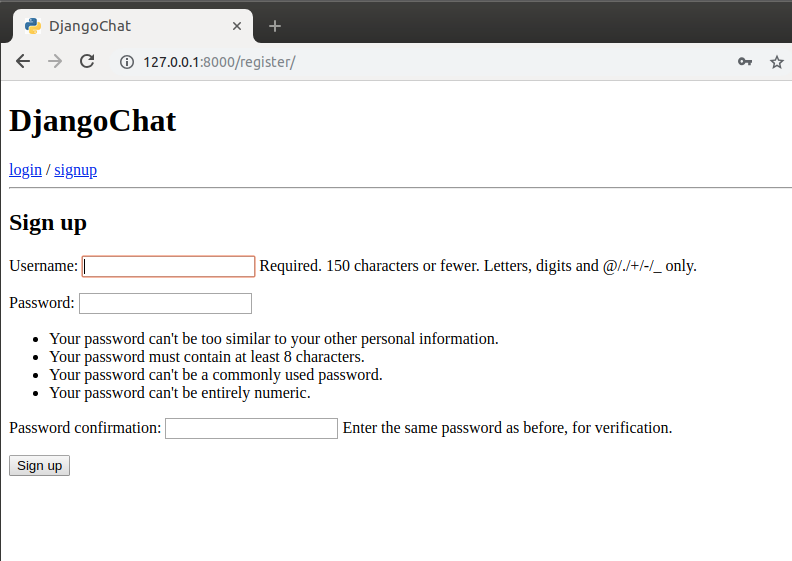 DjangoChat
127.0.0.1:8000/register/
DjangoChat
login / signup
Sign up
Username: Required. 150 characters or fewer. Letters, digits and @/./+/-/_ only.
Password:
Your password can't be too similar to your other personal information.
Your password must contain at least 8 characters.
Your password can't be a commonly used password.
Your password can't be entirely numeric.
Password confirmation: Enter the same password as before, for verification.
Sign up